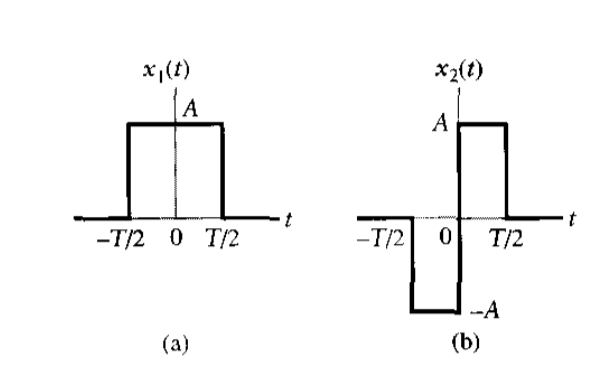 x₁(t) x₂(t)
A A
t t
–T/2 0 T/2 –T/2 0 T/2
–A
(a) (b)